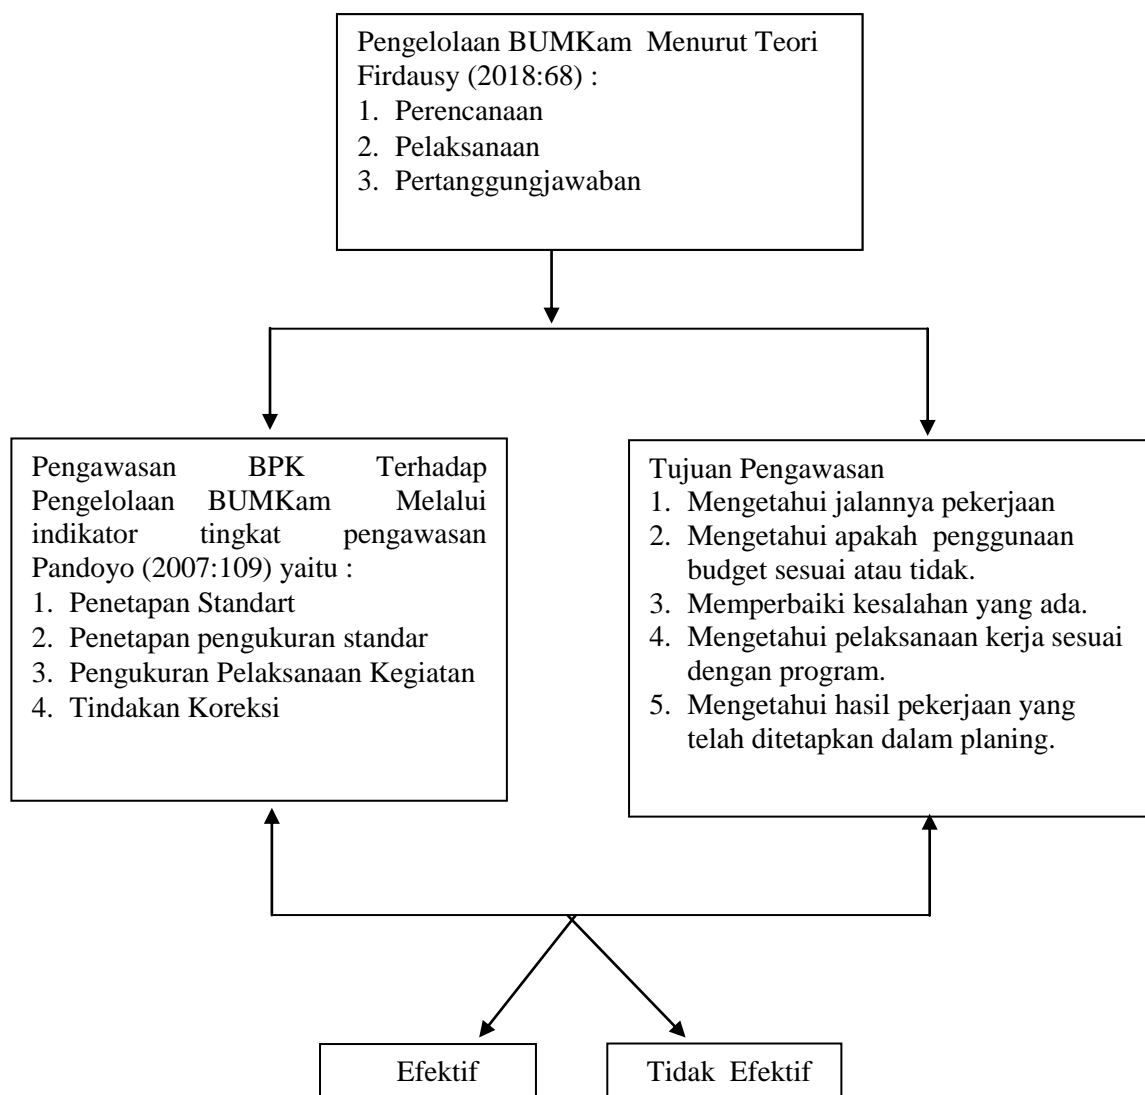 Pengelolaan BUMKam Menurut Teori
Firdausy (2018:68) :
1. Perencanaan
2. Pelaksanaan
3. Pertanggungjawaban
Pengawasan BPK Terhadap
Pengelolaan BUMKam Melalui
indikator tingkat pengawasan
Pandoyo (2007:109) yaitu :
1. Penetapan Standart
2. Penetapan pengukuran standar
3. Pengukuran Pelaksanaan Kegiatan
4. Tindakan Koreksi
Tujuan Pengawasan
1. Mengetahui jalannya pekerjaan
2. Mengetahui apakah penggunaan
budget sesuai atau tidak.
3. Memperbaiki kesalahan yang ada.
4. Mengetahui pelaksanaan kerja sesuai
dengan program.
5. Mengetahui hasil pekerjaan yang
telah ditetapkan dalam planing.
Efektif
Tidak Efektif